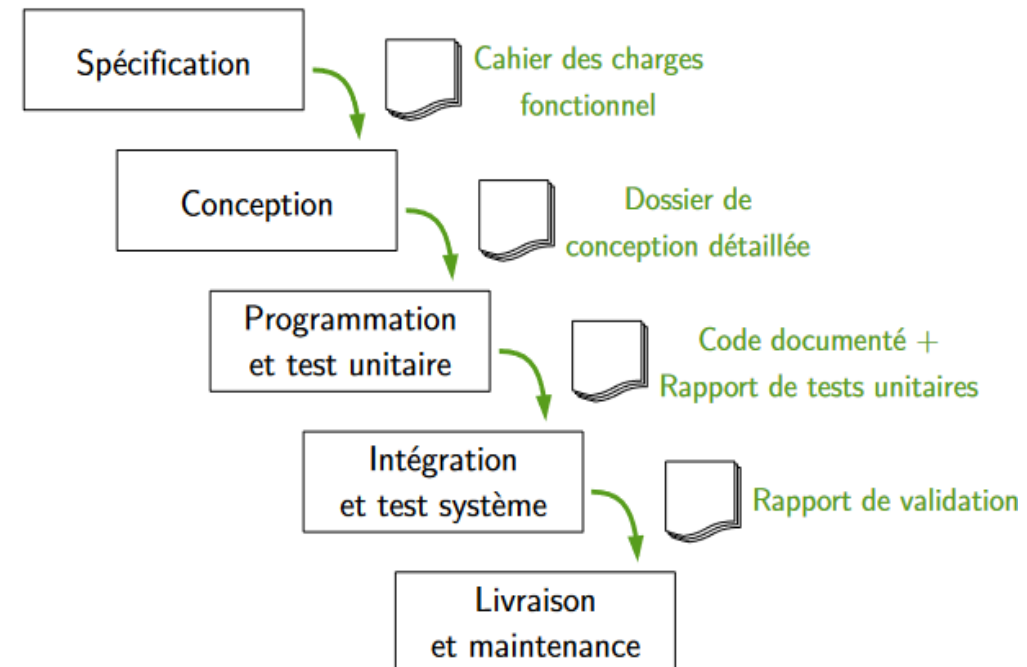 Spécification
Cahier des charges
fonctionnel
Conception
Dossier de
conception détaillée
Programmation
et test unitaire
Code documenté +
Rapport de tests unitaires
Intégration
et test système
Rapport de validation
Livraison
et maintenance